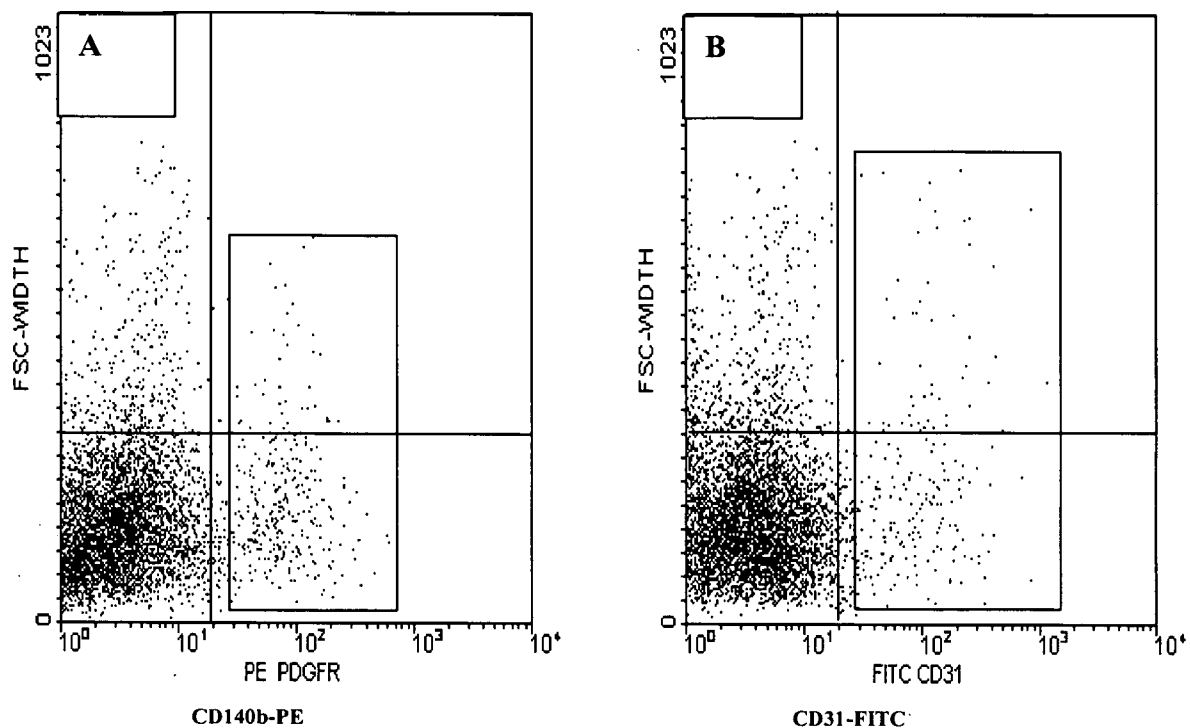 A
1023
FSC-WIDTH
0
10⁰ 10¹ 10² 10³ 10⁴
PE PDGFR
CD140b-PE
B
1023
FSC-WIDTH
0
10⁰ 10¹ 10² 10³ 10⁴
FITC CD31
CD31-FITC